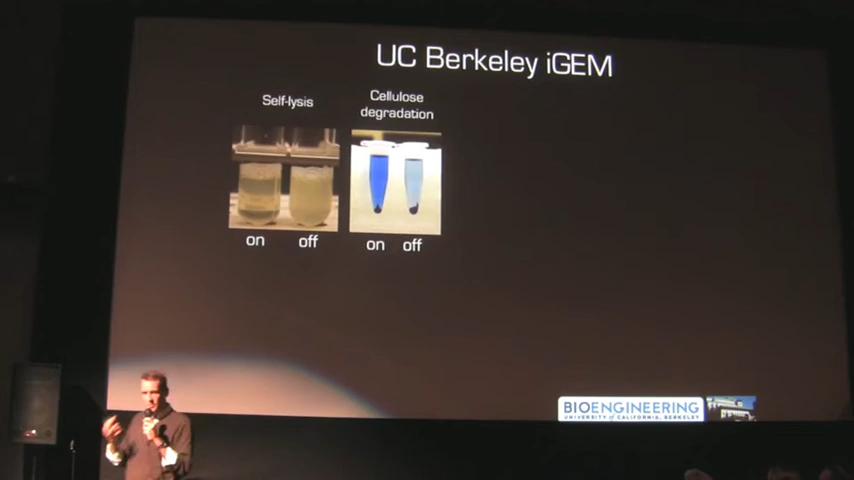 UC Berkeley iGEM
Self-lysis
Cellulose
degradation
on off
on off
BIOENGINEERING
UNIVERSITY OF CALIFORNIA, BERKELEY